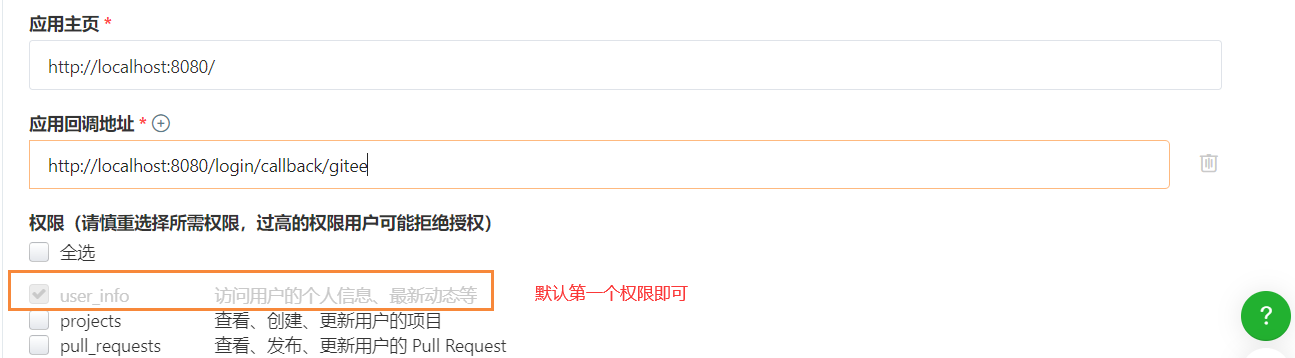 应用主页 *
http://localhost:8080/
应用回调地址 *
http://localhost:8080/login/callback/gitee
权限（请慎重选择所需权限，过高的权限用户可能拒绝授权）
全选
user_info 访问用户的个人信息、最新动态等 默认第一个权限即可
projects 查看、创建、更新用户的项目
pull_requests 查看、发布、更新用户的 Pull Request
?